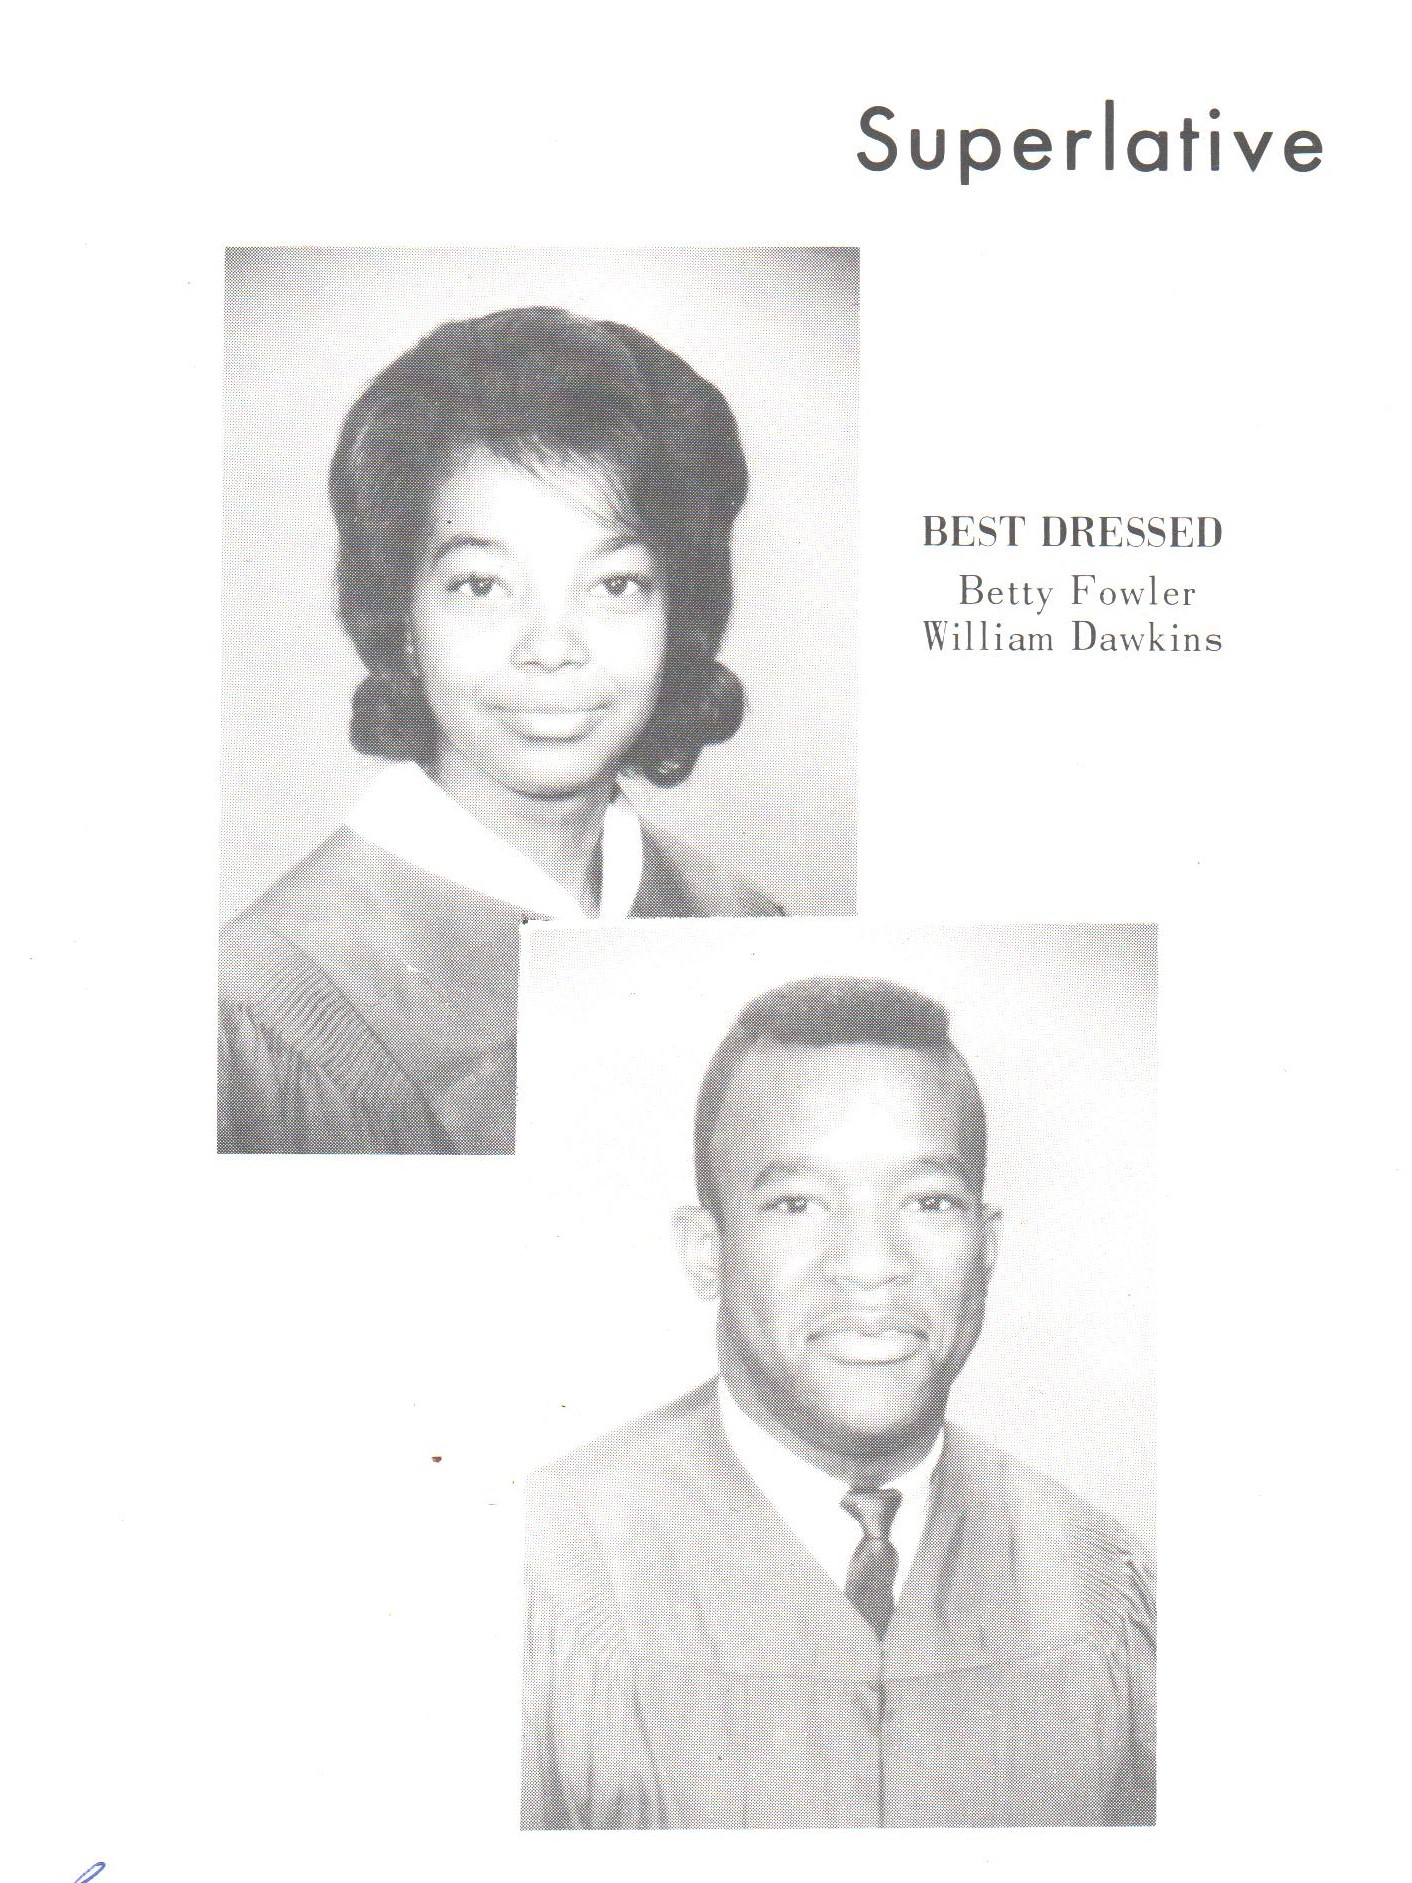 Superlative
BEST DRESSED
Betty Fowler
William Dawkins